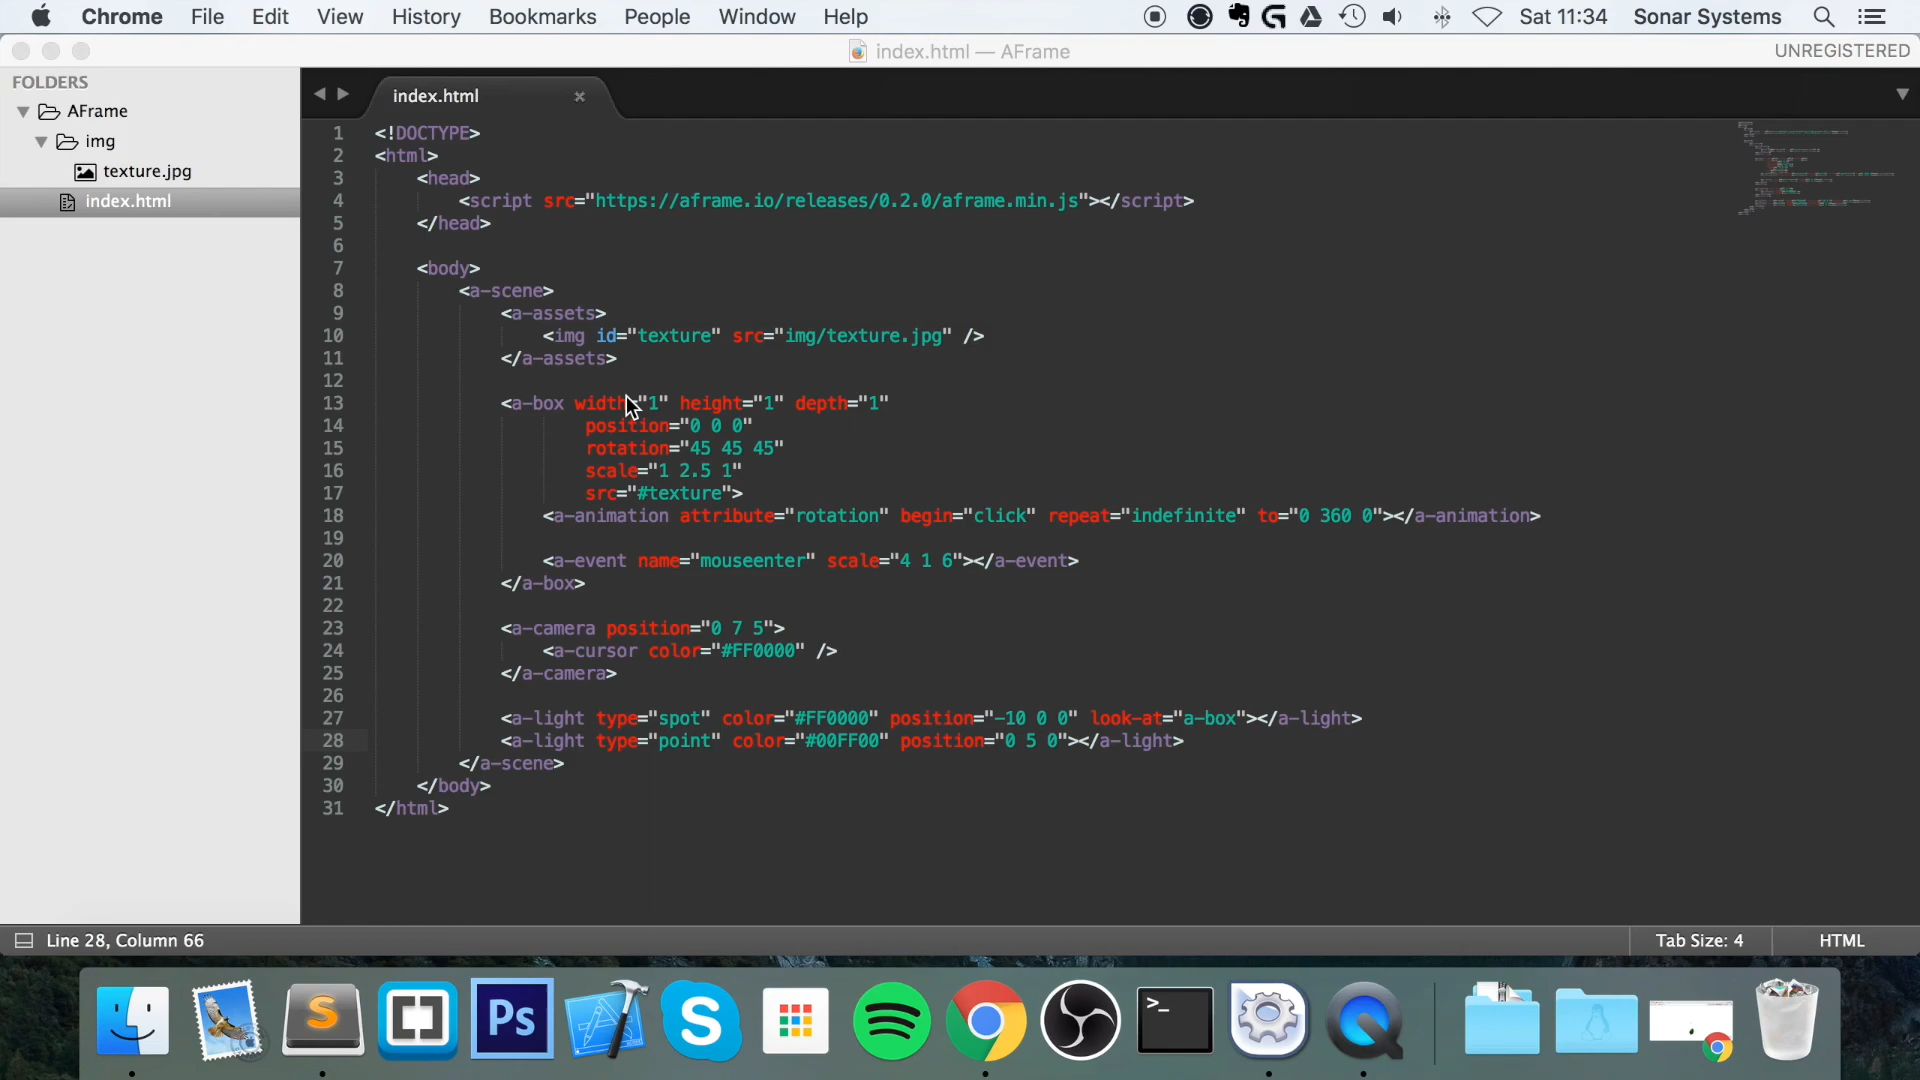 Chrome File Edit View History Bookmarks People Window Help Sat 11:34 Sonar Systems
index.html — AFrame UNREGISTERED
FOLDERS
AFrame
img
texture.jpg
index.html
index.html
1 <!DOCTYPE>
2 <html>
3 <head>
4 <script src="https://aframe.io/releases/0.2.0/aframe.min.js"></script>
5 </head>
6
7 <body>
8 <a-scene>
9 <a-assets>
10 <img id="texture" src="img/texture.jpg" />
11 </a-assets>
12
13 <a-box width="1" height="1" depth="1"
14 position="0 0 0"
15 rotation="45 45 45"
16 scale="1 2.5 1"
17 src="#texture">
18 <a-animation attribute="rotation" begin="click" repeat="indefinite" to="0 360 0"></a-animation>
19
20 <a-event name="mouseenter" scale="4 1 6"></a-event>
21 </a-box>
22
23 <a-camera position="0 7 5">
24 <a-cursor color="#FF0000" />
25 </a-camera>
26
27 <a-light type="spot" color="#FF0000" position="-10 0 0" look-at="a-box"></a-light>
28 <a-light type="point" color="#00FF00" position="0 5 0"></a-light>
29 </a-scene>
30 </body>
31 </html>
Line 28, Column 66 Tab Size: 4 HTML
Ps